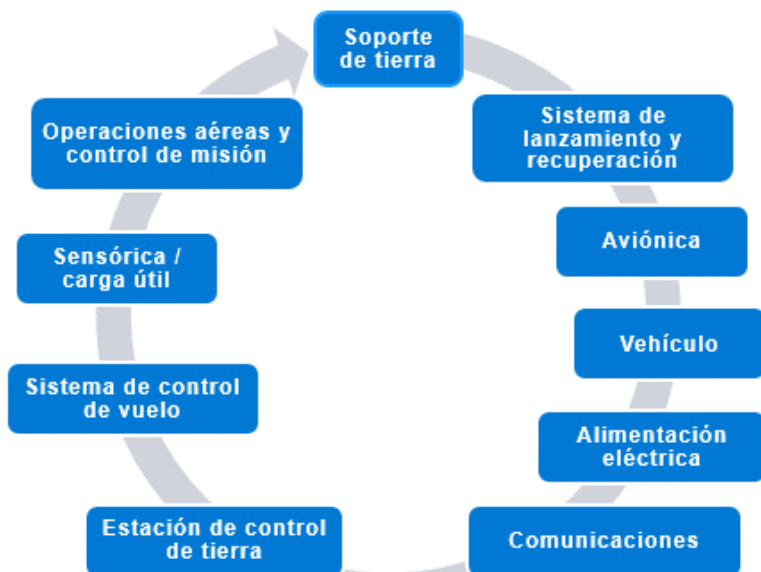 Soporte
de tierra
Sistema de
lanzamiento y
recuperación
Aviónica
Vehículo
Alimentación
eléctrica
Comunicaciones
Estación de control
de tierra
Sistema de control
de vuelo
Sensórica /
carga útil
Operaciones aéreas y
control de misión